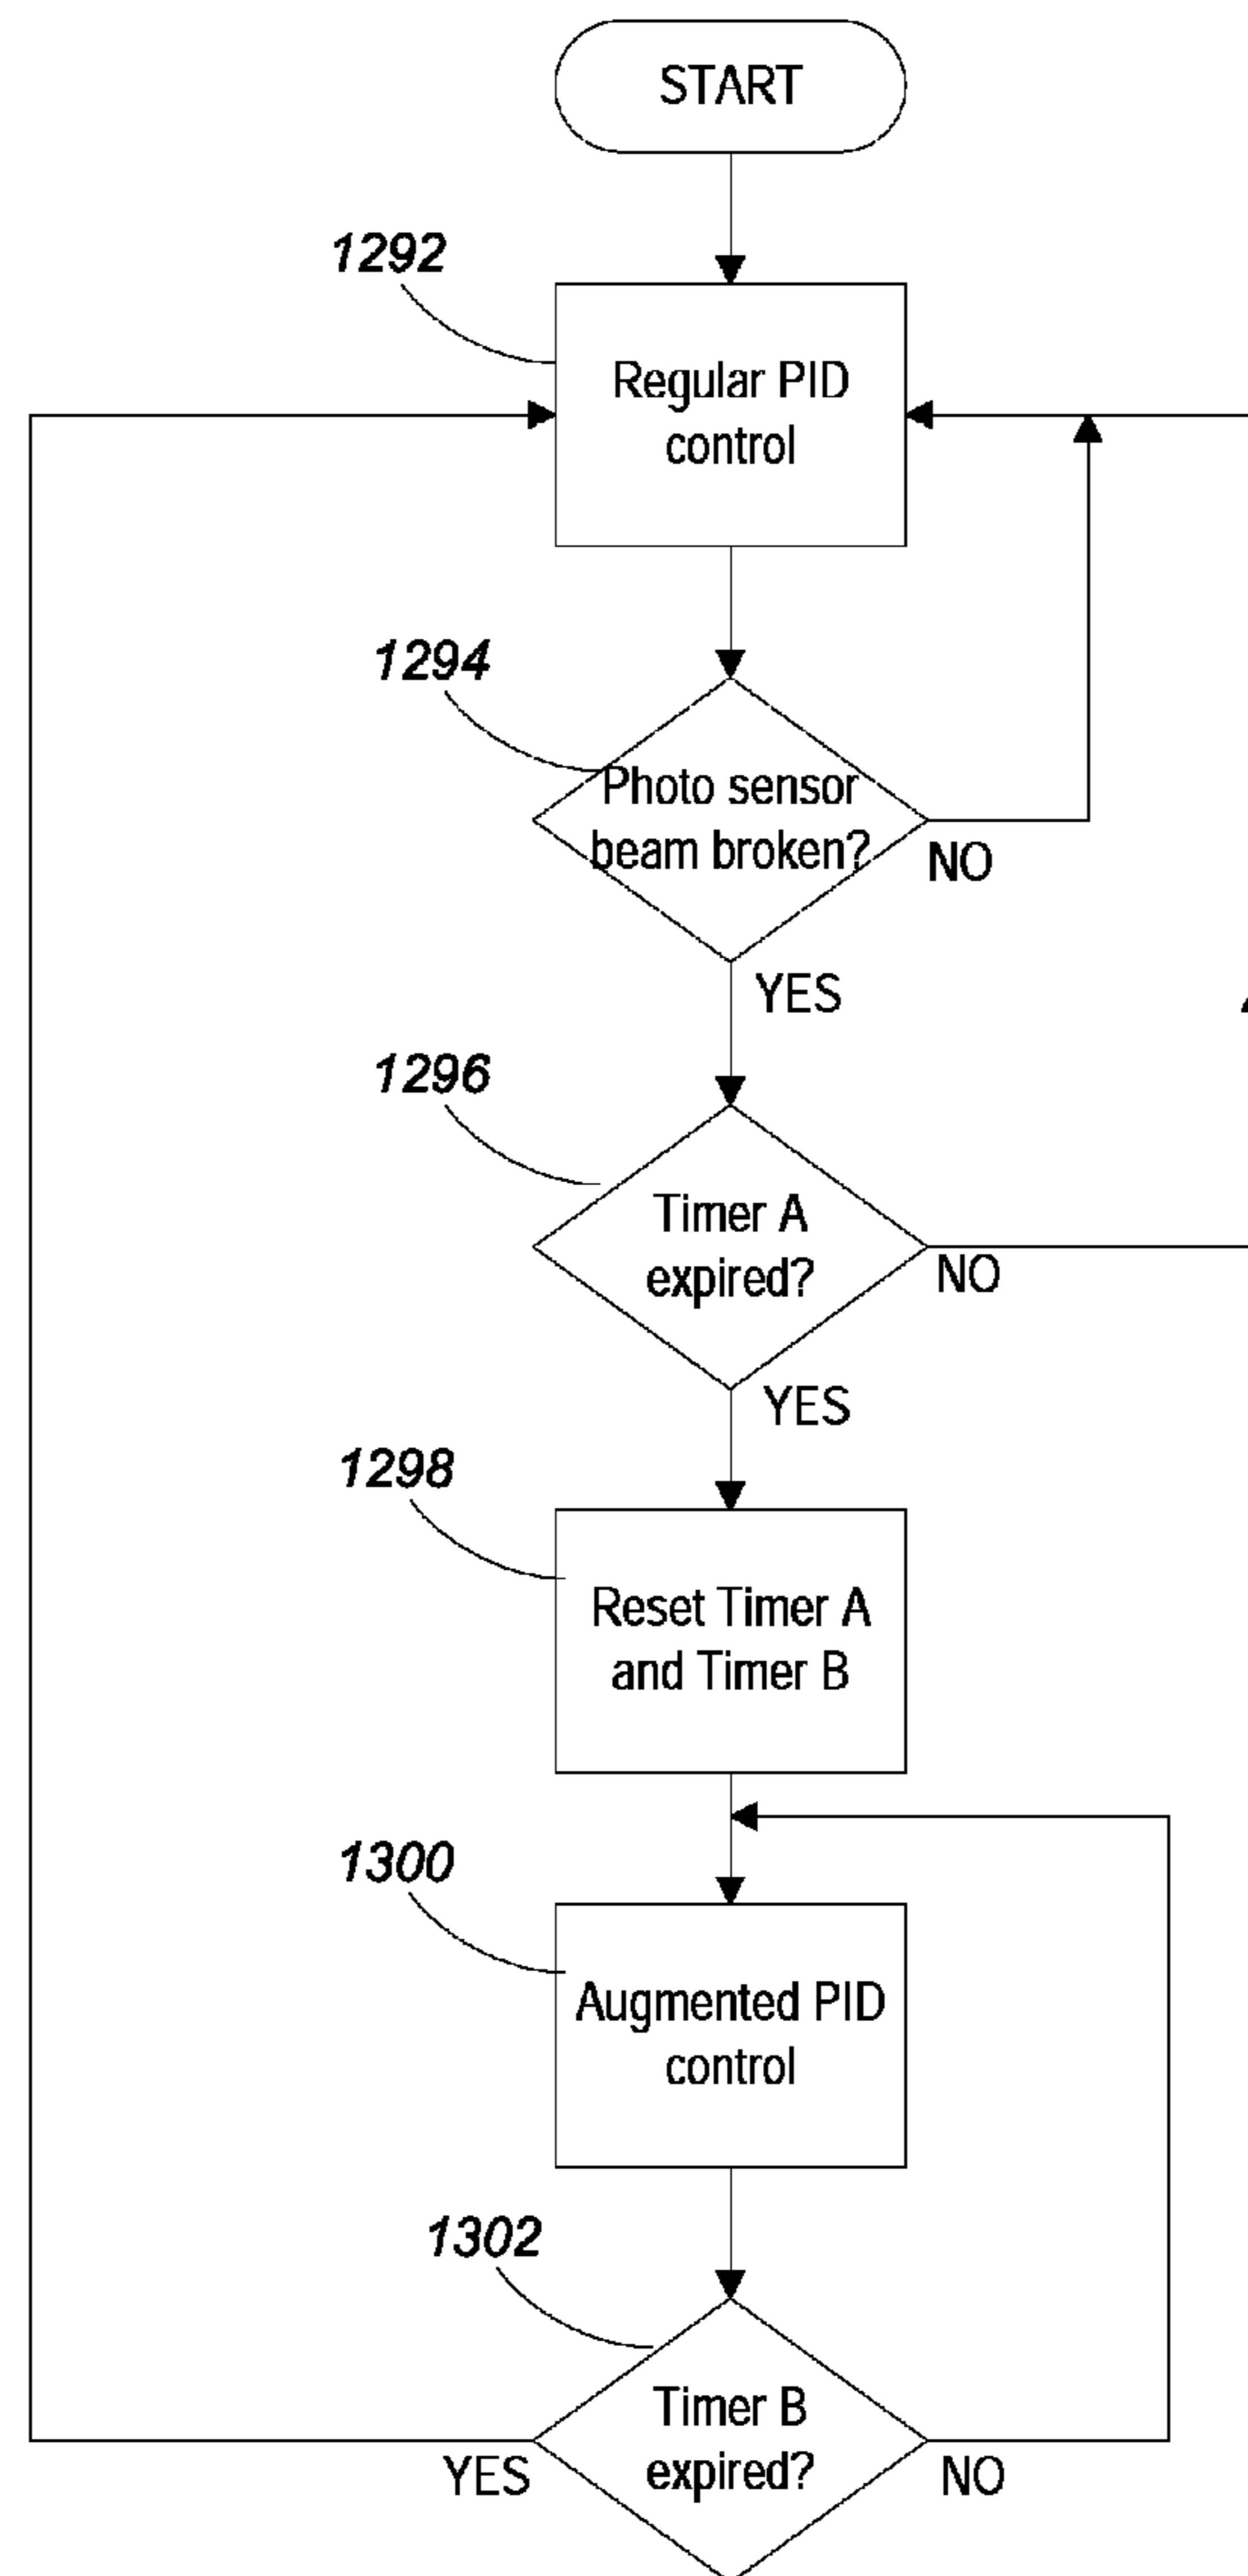 START
1292
Regular PID
control
1294
Photo sensor
beam broken?
NO
YES
1296
Timer A
expired?
NO
YES
1298
Reset Timer A
and Timer B
1300
Augmented PID
control
1302
Timer B
expired?
YES
NO